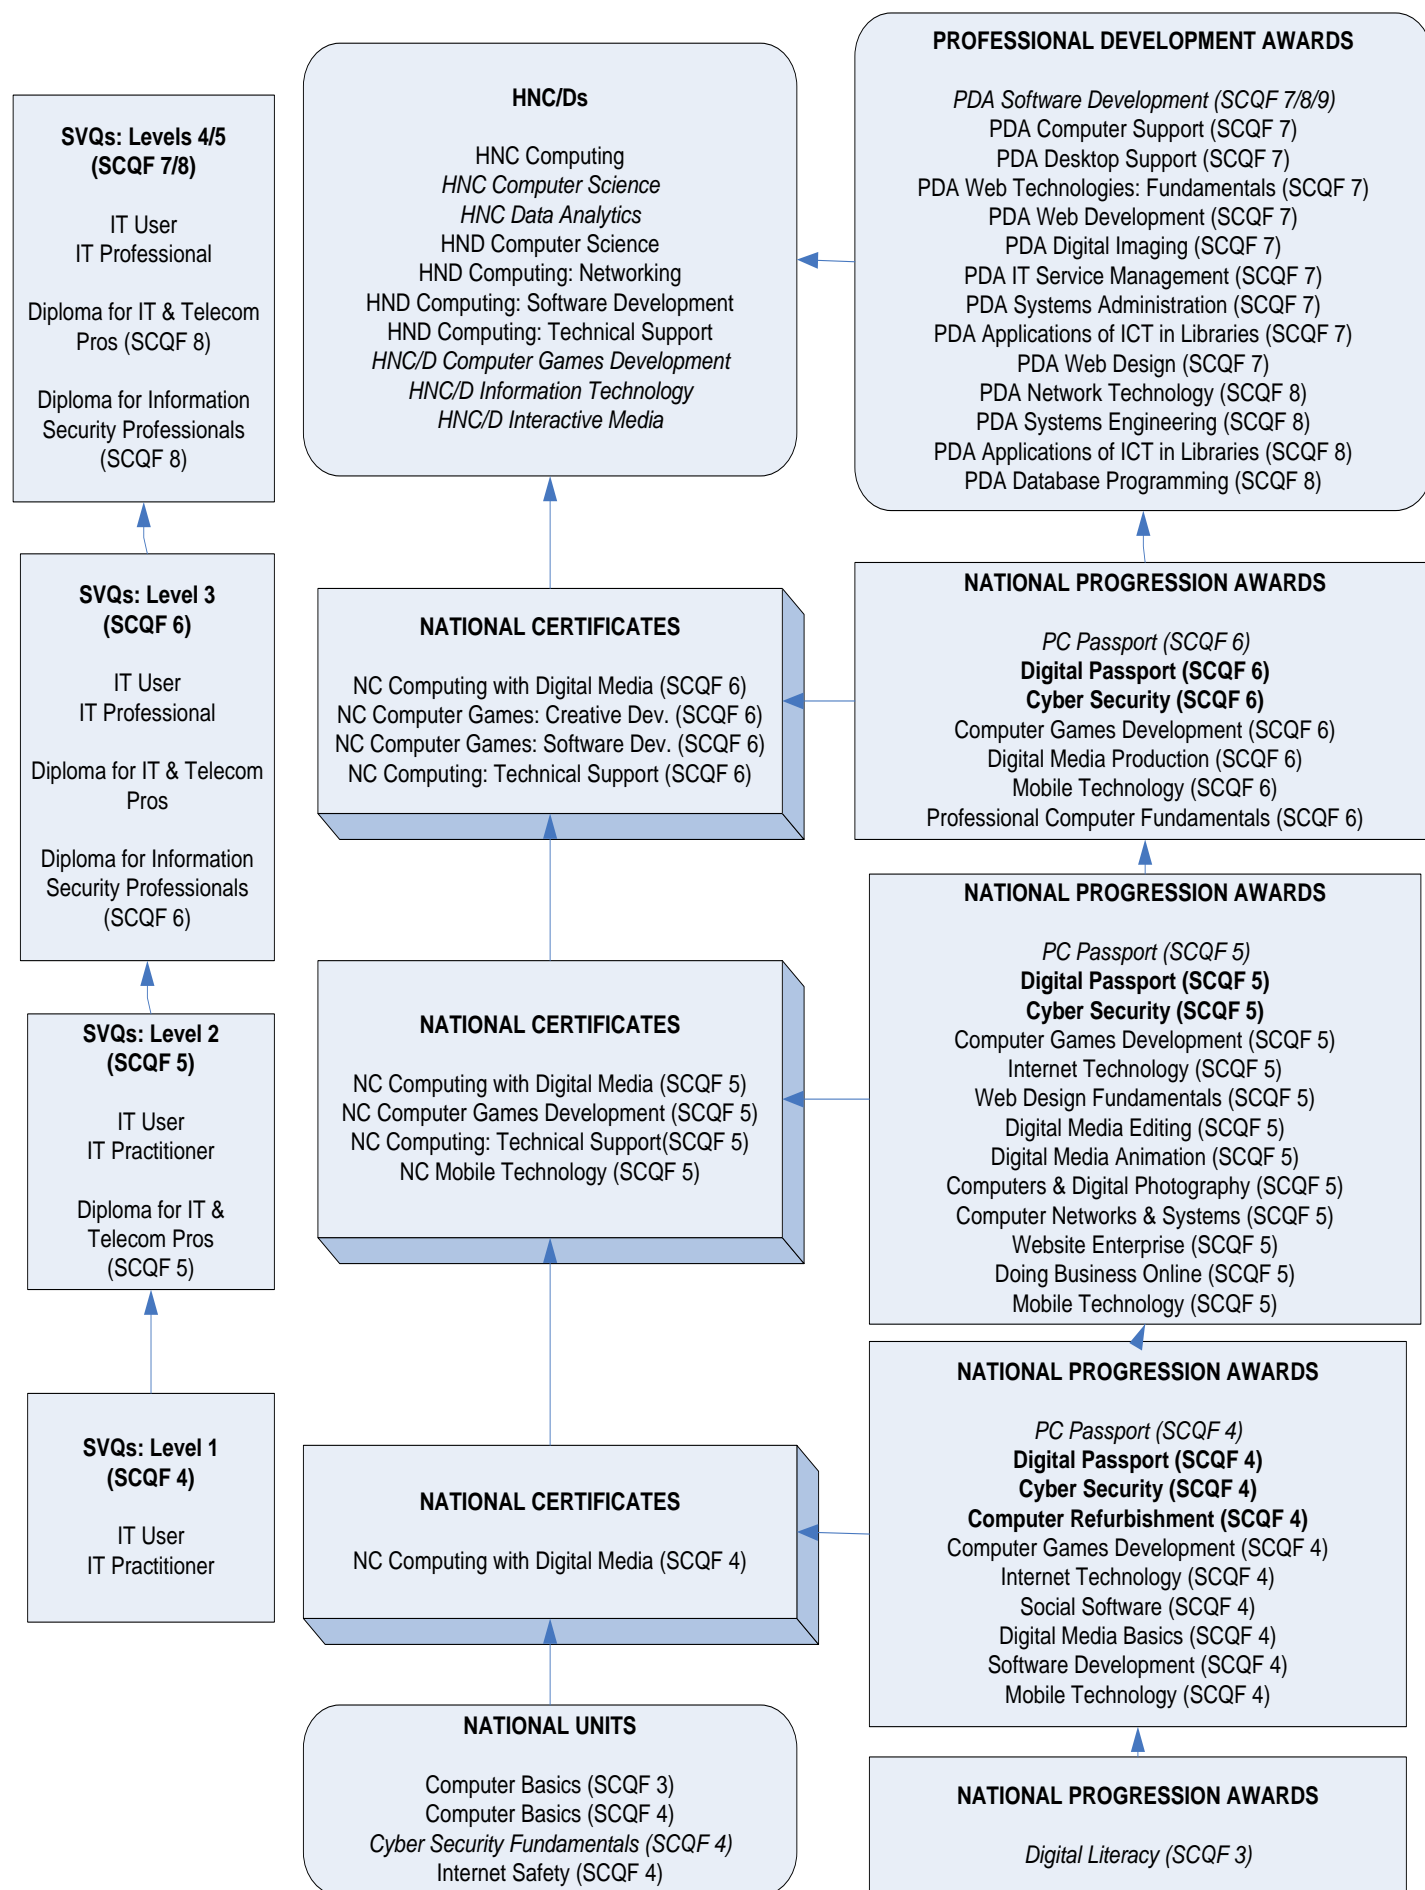 SVQs: Levels 4/5
(SCQF 7/8)
IT User
IT Professional
Diploma for IT & Telecom
Pros (SCQF 8)
Diploma for Information
Security Professionals
(SCQF 8)
SVQs: Level 3
(SCQF 6)
IT User
IT Professional
Diploma for IT & Telecom
Pros
Diploma for Information
Security Professionals
(SCQF 6)
SVQs: Level 2
(SCQF 5)
IT User
IT Practitioner
Diploma for IT &
Telecom Pros
(SCQF 5)
SVQs: Level 1
(SCQF 4)
IT User
IT Practitioner
HNC/Ds
HNC Computing
HNC Computer Science
HNC Data Analytics
HND Computer Science
HND Computing: Networking
HND Computing: Software Development
HND Computing: Technical Support
HNC/D Computer Games Development
HNC/D Information Technology
HNC/D Interactive Media
NATIONAL CERTIFICATES
NC Computing with Digital Media (SCQF 6)
NC Computer Games: Creative Dev. (SCQF 6)
NC Computer Games: Software Dev. (SCQF 6)
NC Computing: Technical Support (SCQF 6)
NATIONAL CERTIFICATES
NC Computing with Digital Media (SCQF 5)
NC Computer Games Development (SCQF 5)
NC Computing: Technical Support(SCQF 5)
NC Mobile Technology (SCQF 5)
NATIONAL CERTIFICATES
NC Computing with Digital Media (SCQF 4)
NATIONAL UNITS
Computer Basics (SCQF 3)
Computer Basics (SCQF 4)
Cyber Security Fundamentals (SCQF 4)
Internet Safety (SCQF 4)
PROFESSIONAL DEVELOPMENT AWARDS
PDA Software Development (SCQF 7/8/9)
PDA Computer Support (SCQF 7)
PDA Desktop Support (SCQF 7)
PDA Web Technologies: Fundamentals (SCQF 7)
PDA Web Development (SCQF 7)
PDA Digital Imaging (SCQF 7)
PDA IT Service Management (SCQF 7)
PDA Systems Administration (SCQF 7)
PDA Applications of ICT in Libraries (SCQF 7)
PDA Web Design (SCQF 7)
PDA Network Technology (SCQF 8)
PDA Systems Engineering (SCQF 8)
PDA Applications of ICT in Libraries (SCQF 8)
PDA Database Programming (SCQF 8)
NATIONAL PROGRESSION AWARDS
PC Passport (SCQF 6)
Digital Passport (SCQF 6)
Cyber Security (SCQF 6)
Computer Games Development (SCQF 6)
Digital Media Production (SCQF 6)
Mobile Technology (SCQF 6)
Professional Computer Fundamentals (SCQF 6)
NATIONAL PROGRESSION AWARDS
PC Passport (SCQF 5)
Digital Passport (SCQF 5)
Cyber Security (SCQF 5)
Computer Games Development (SCQF 5)
Internet Technology (SCQF 5)
Web Design Fundamentals (SCQF 5)
Digital Media Editing (SCQF 5)
Digital Media Animation (SCQF 5)
Computers & Digital Photography (SCQF 5)
Computer Networks & Systems (SCQF 5)
Website Enterprise (SCQF 5)
Doing Business Online (SCQF 5)
Mobile Technology (SCQF 5)
NATIONAL PROGRESSION AWARDS
PC Passport (SCQF 4)
Digital Passport (SCQF 4)
Cyber Security (SCQF 4)
Computer Refurbishment (SCQF 4)
Computer Games Development (SCQF 4)
Internet Technology (SCQF 4)
Social Software (SCQF 4)
Digital Media Basics (SCQF 4)
Software Development (SCQF 4)
Mobile Technology (SCQF 4)
NATIONAL PROGRESSION AWARDS
Digital Literacy (SCQF 3)